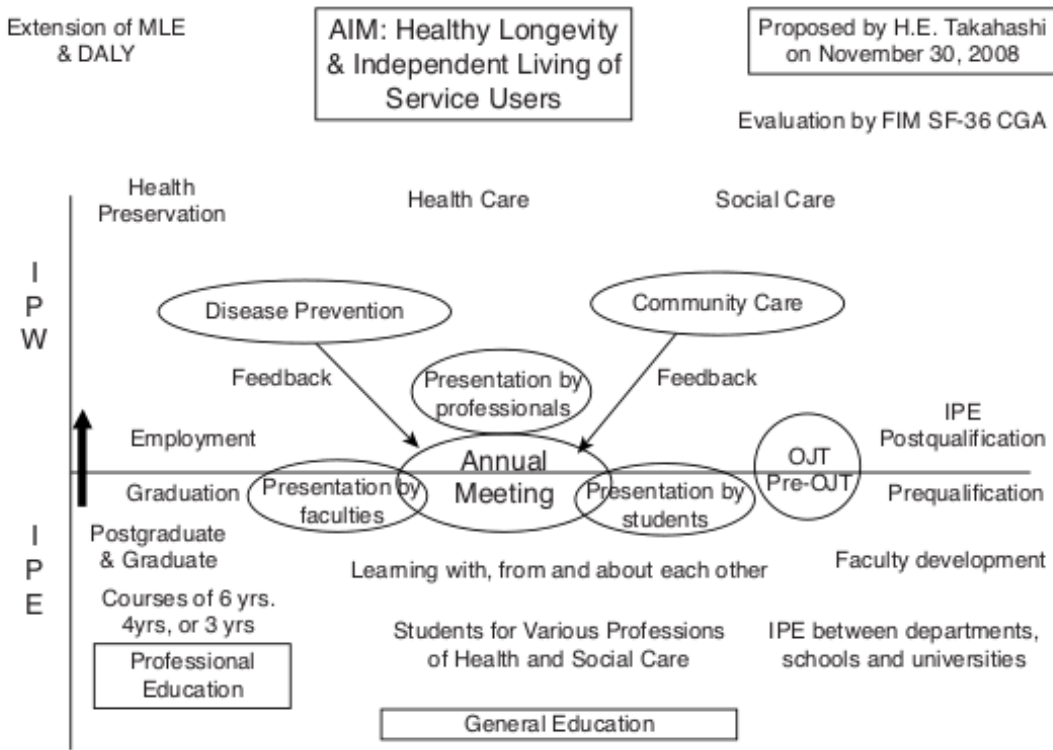 Extension of MLE
& DALY
AIM: Healthy Longevity
& Independent Living of
Service Users
Proposed by H.E. Takahashi
on November 30, 2008
Evaluation by FIM SF-36 CGA
Health
Preservation
Health Care
Social Care
I
P
W
Disease Prevention
Community Care
Feedback
Presentation by
professionals
Feedback
Employment
Annual
Meeting
OJT
Pre-OJT
IPE
Postqualification
Graduation
Presentation by
faculties
Presentation by
students
Prequalification
I
P
E
Postgraduate
& Graduate
Learning with, from and about each other
Faculty development
Courses of 6 yrs.
4yrs, or 3 yrs
Students for Various Professions
of Health and Social Care
IPE between departments,
schools and universities
Professional
Education
General Education